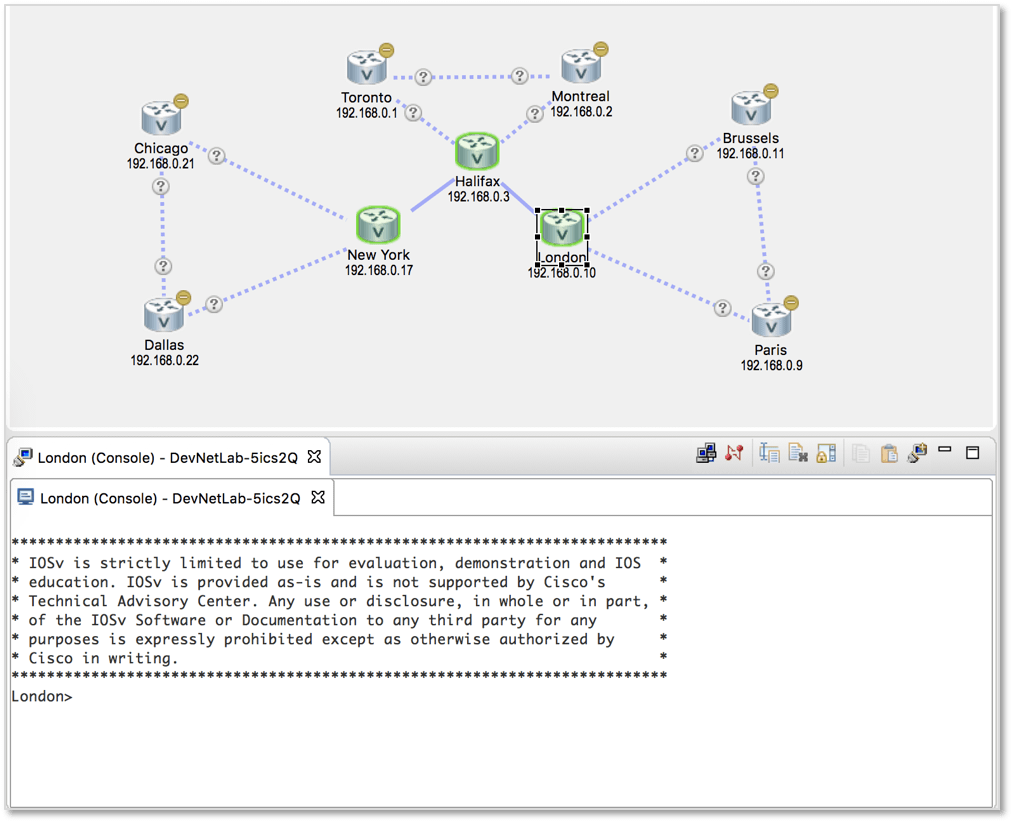 Toronto
192.168.0.1
Montreal
192.168.0.2
Chicago
192.168.0.21
Brussels
192.168.0.11
Halifax
192.168.0.3
New York
192.168.0.17
London
192.168.0.10
Dallas
192.168.0.22
Paris
192.168.0.9
? ?
? ?
? ?
? ?
? ?
? ?
London (Console) - DevNetLab-5ics2Q
London (Console) - DevNetLab-5ics2Q
**************************************************************************
* IOSv is strictly limited to use for evaluation, demonstration and IOS  *
* education. IOSv is provided as-is and is not supported by Cisco's      *
* Technical Advisory Center. Any use or disclosure, in whole or in part, *
* of the IOSv Software or Documentation to any third party for any       *
* purposes is expressly prohibited except as otherwise authorized by     *
* Cisco in writing.                                                      *
**************************************************************************
London>